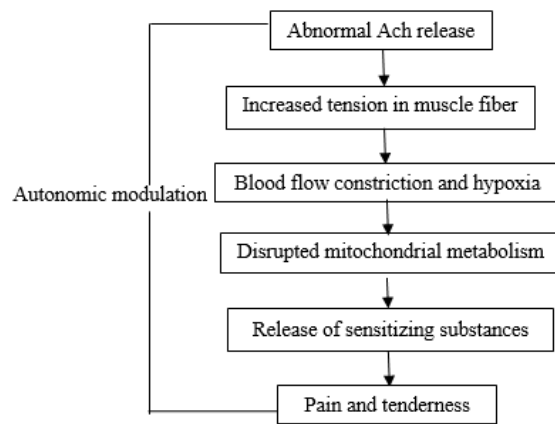 Abnormal Ach release
Increased tension in muscle fiber
Blood flow constriction and hypoxia
Autonomic modulation
Disrupted mitochondrial metabolism
Release of sensitizing substances
Pain and tenderness